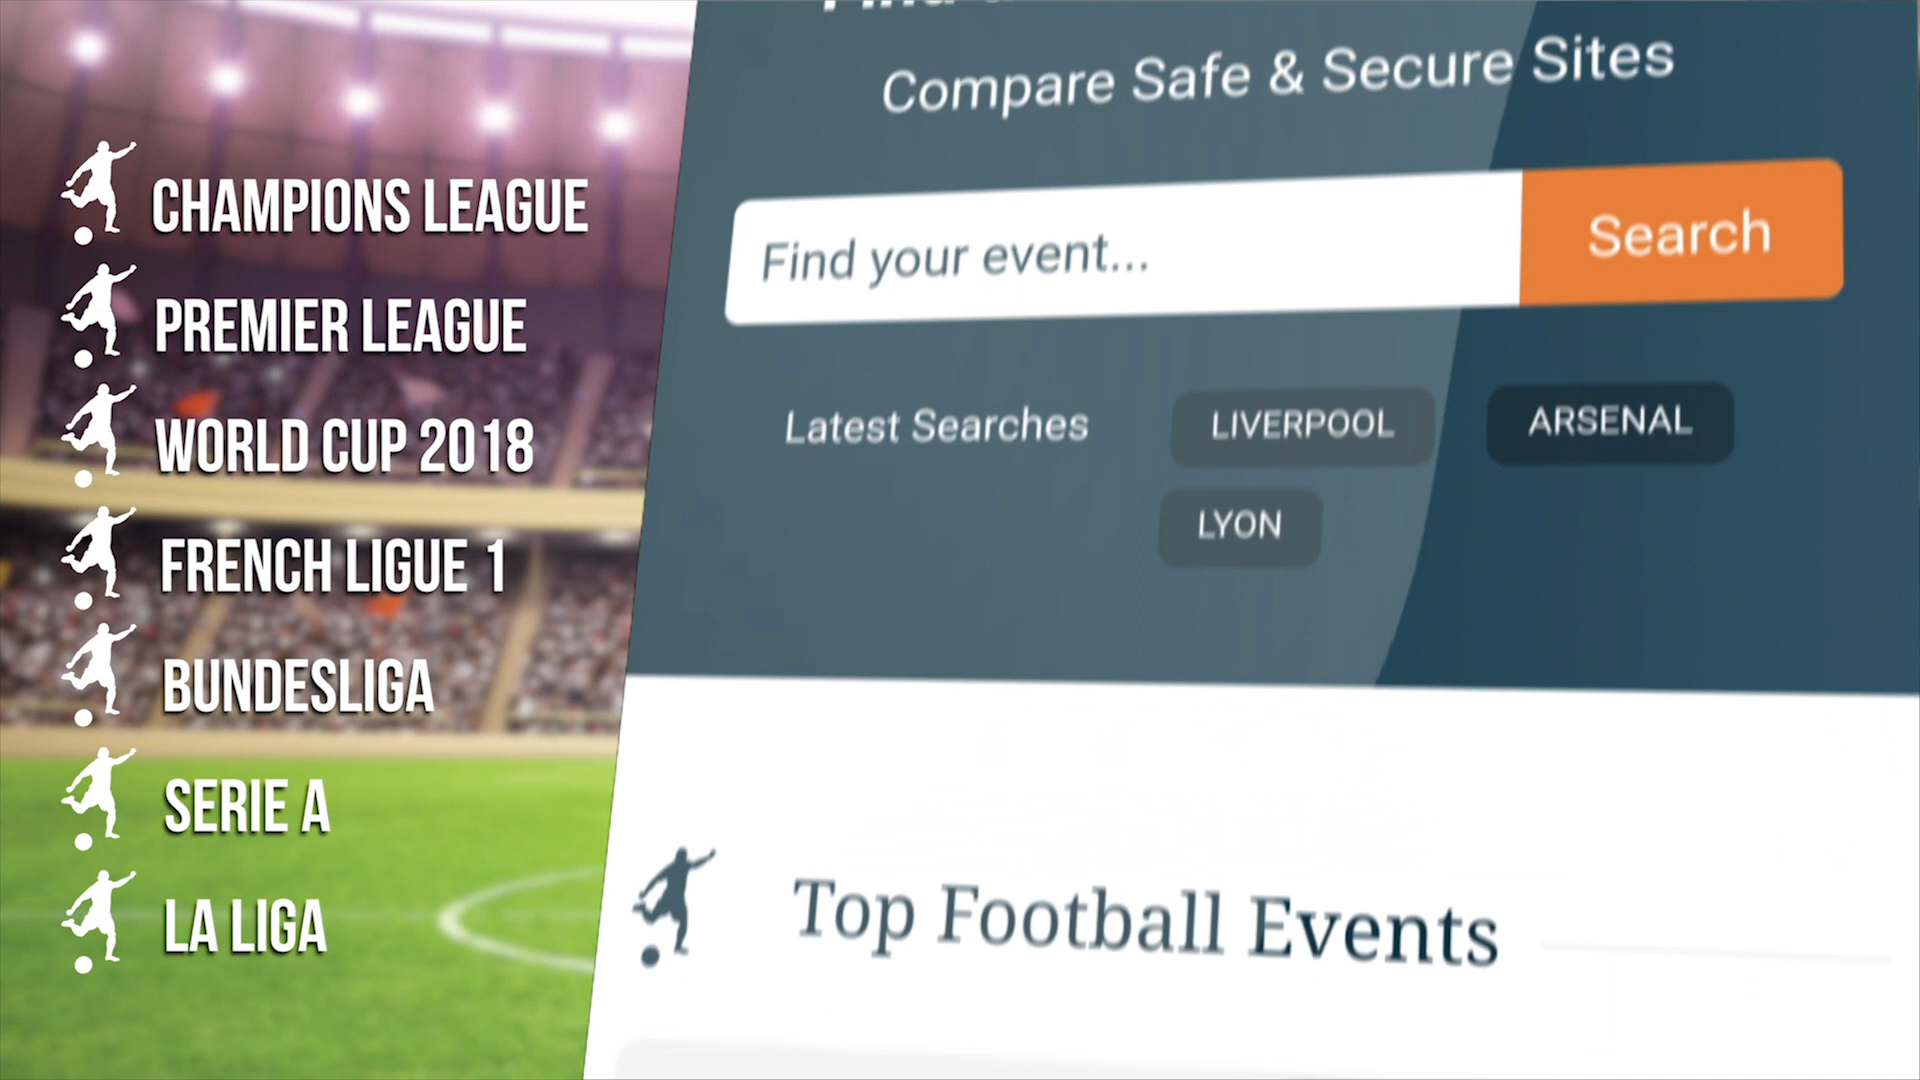 CHAMPIONS LEAGUE
PREMIER LEAGUE
WORLD CUP 2018
FRENCH LIGUE 1
BUNDESLIGA
SERIE A
LA LIGA
Compare Safe & Secure Sites
Find your event...
Search
Latest Searches
LIVERPOOL
ARSENAL
LYON
Top Football Events